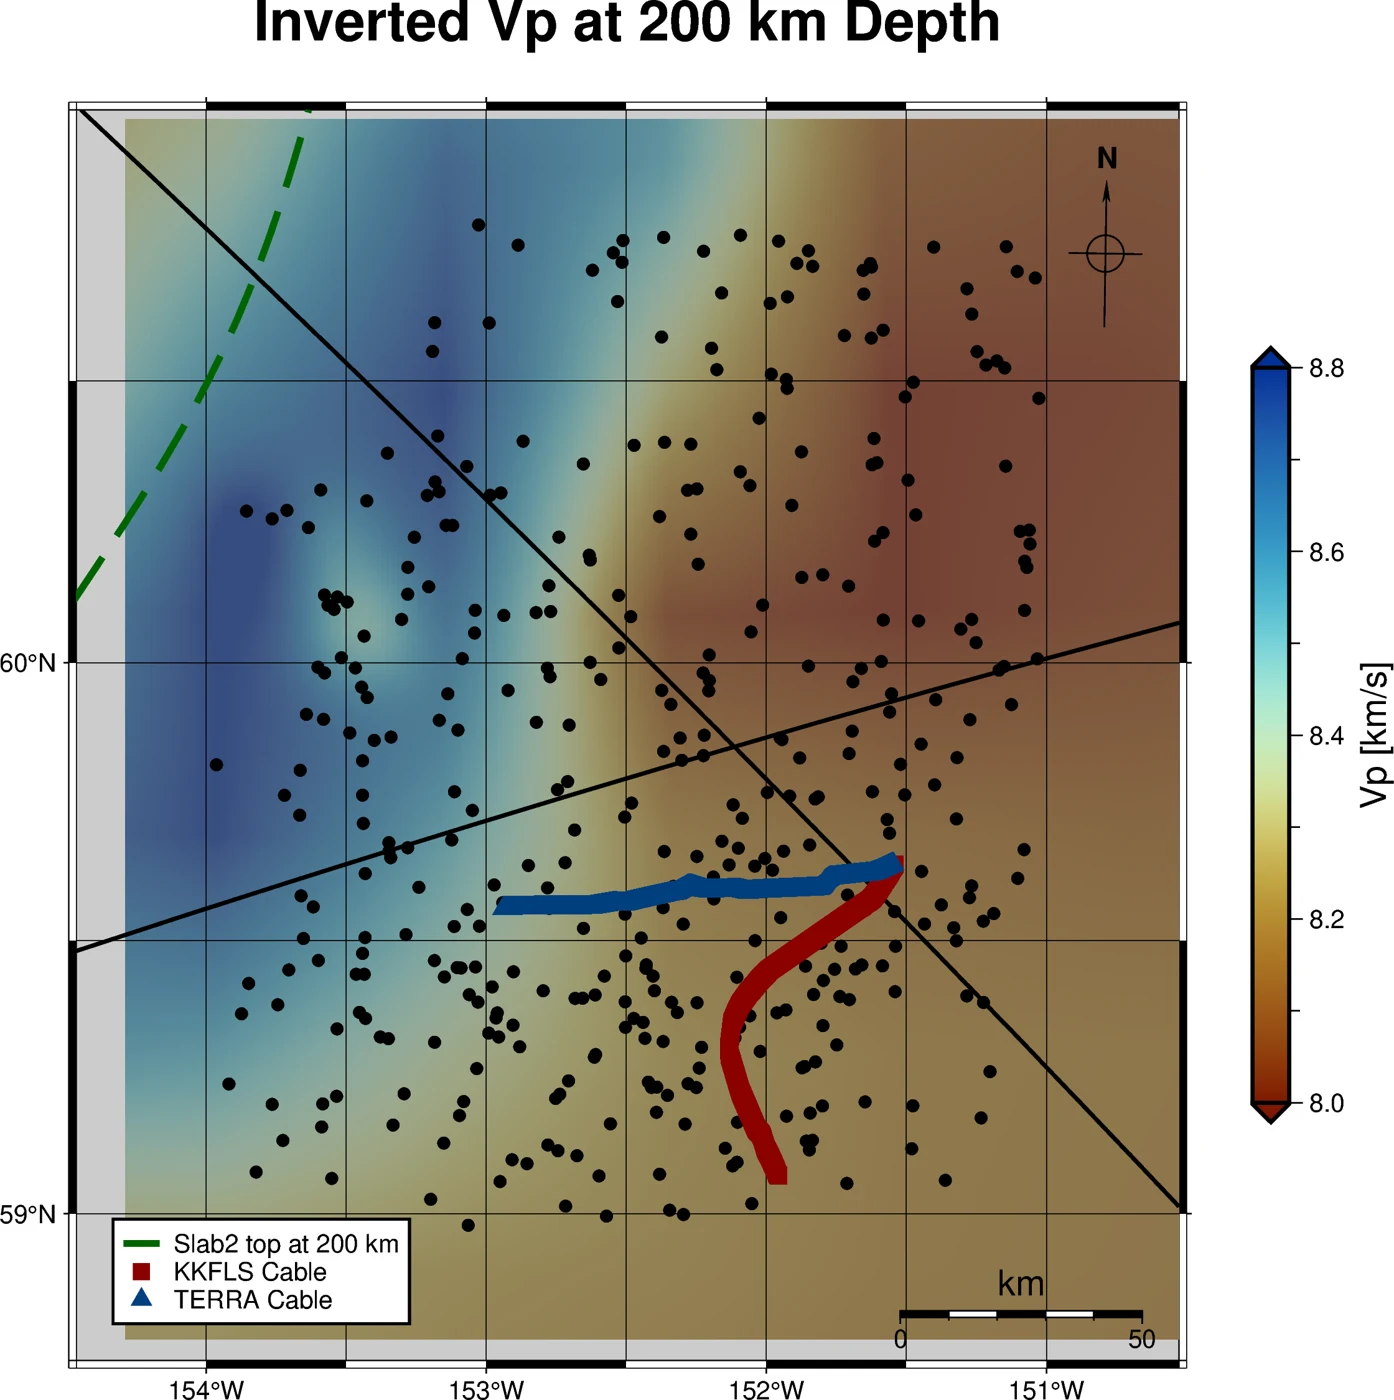 Inverted Vp at 200 km Depth
N
8.8
8.6
8.4
8.2
8.0
Vp [km/s]
60°N
59°N
Slab2 top at 200 km
KKFLS Cable
TERRA Cable
km
0 50
154°W 153°W 152°W 151°W